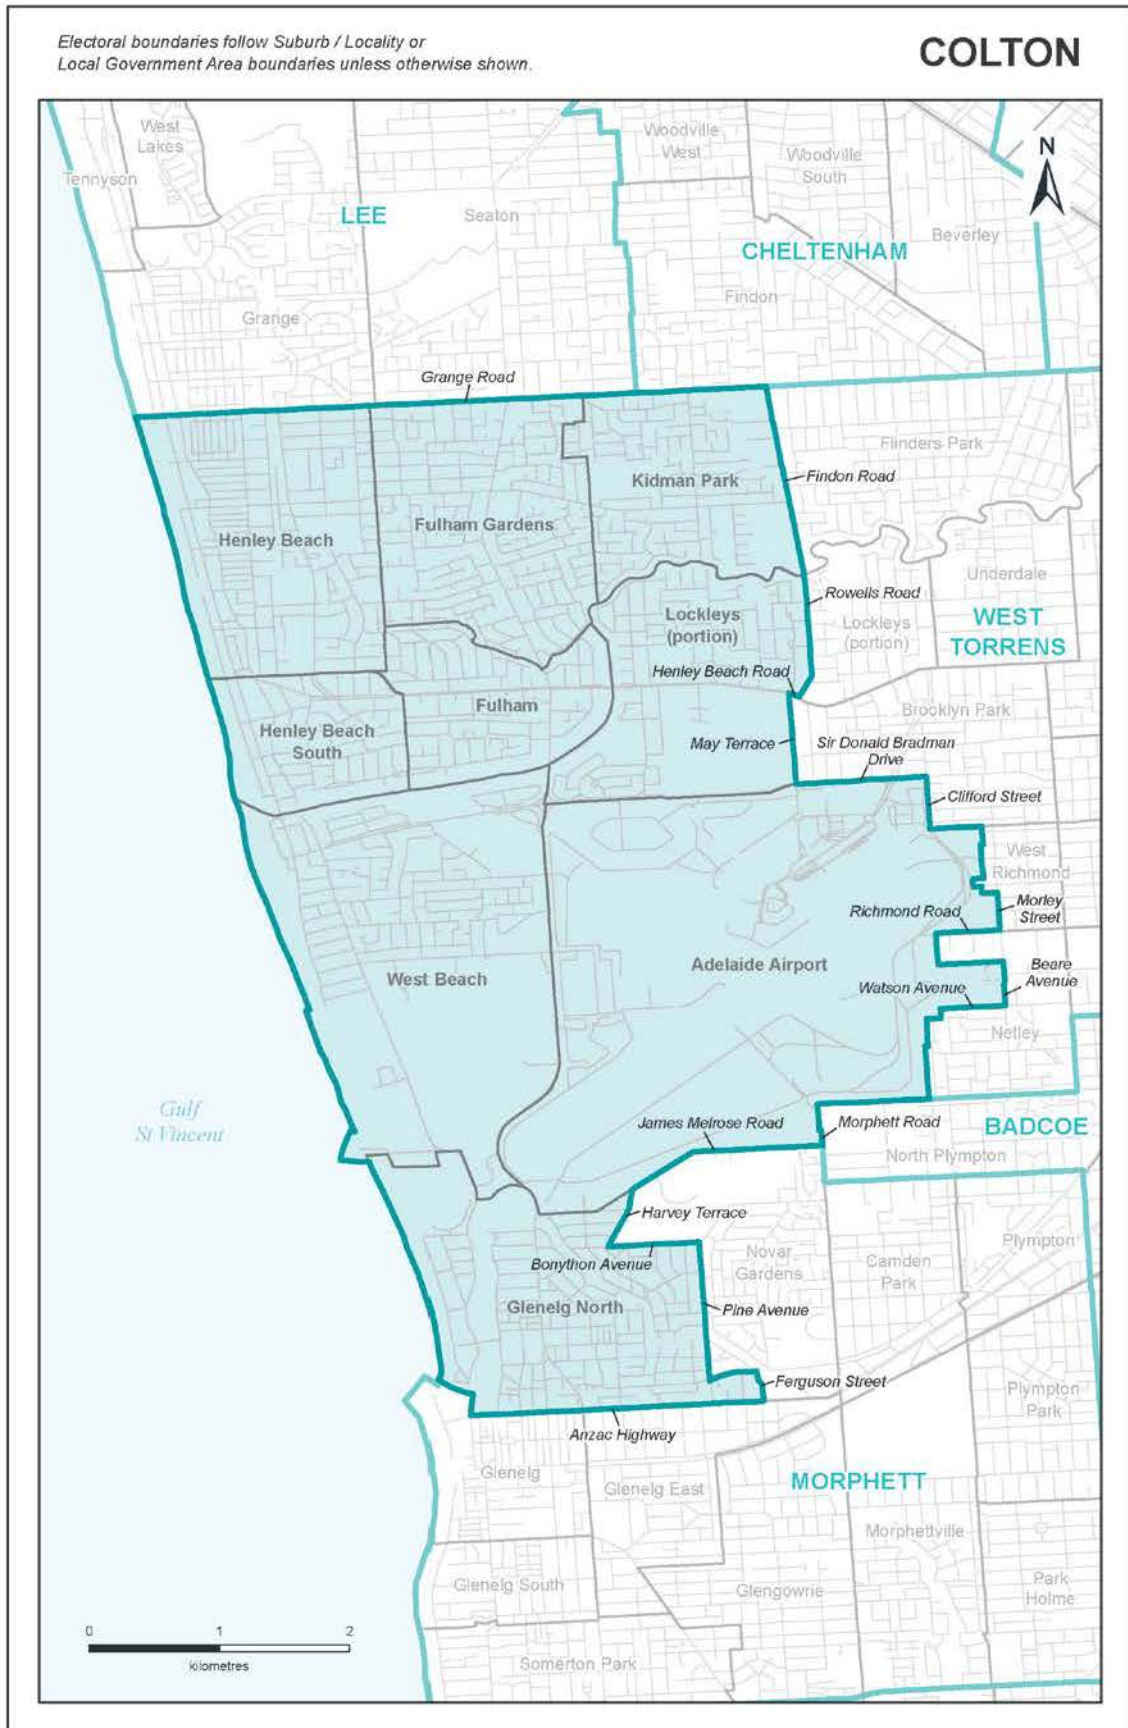 Electoral boundaries follow Suburb / Locality or
Local Government Area boundaries unless otherwise shown.
COLTON
West
Lakes
Tennyson
LEE
Seaton
Woodville
West
Woodville
South
N
Beverley
CHELTENHAM
Findon
Grange
Grange Road
Flinders Park
Kidman Park
Findon Road
Henley Beach
Fulham Gardens
Underdale
Rowells Road
Lockleys
(portion)
Lockleys
(portion)
WEST
TORRENS
Henley Beach Road
Fulham
Brooklyn Park
Henley Beach
South
May Terrace
Sir Donald Bradman
Drive
Clifford Street
West
Richmond
Morley
Street
Richmond Road
West Beach
Adelaide Airport
Beare
Avenue
Watson Avenue
Netley
Gulf
St Vincent
James Melrose Road
Morphett Road
BADCOE
North Plympton
Harvey Terrace
Novar
Gardens
Camden
Park
Plympton
Bonython Avenue
Glenelg North
Pine Avenue
Ferguson Street
Plympton
Park
Anzac Highway
Glenelg
Glenelg East
MORPHETT
Morphettville
Glenelg South
Glengowrie
Park
Holme
Somerton Park
0 1 2
kilometres